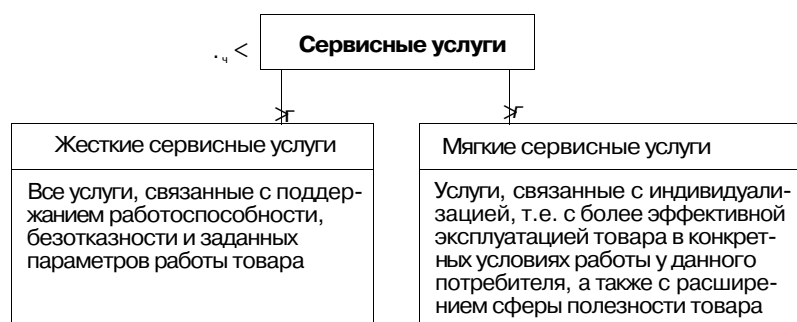 Сервисные услуги
Жесткие сервисные услуги
Все услуги, связанные с поддер-
жанием работоспособности,
безотказности и заданных
параметров работы товара
Мягкие сервисные услуги
Услуги, связанные с индивидуали-
зацией, т.е. с более эффективной
эксплуатацией товара в конкрет-
ных условиях работы у данного
потребителя, а также с расшире-
нием сферы полезности товара